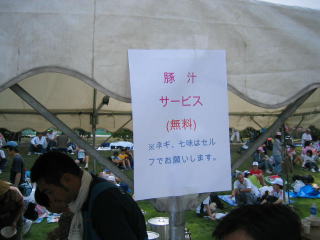 豚汁
サービス
(無料)
※ネギ、七味はセル
フでお願いします。